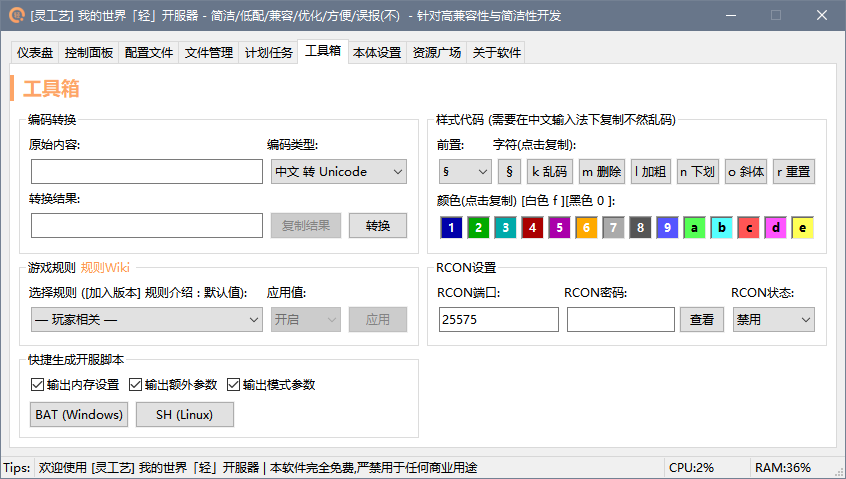 [灵工艺] 我的世界「轻」开服器 - 简洁/低配/兼容/优化/方便/误报(不) - 针对高兼容性与简洁性开发
仪表盘 控制面板 配置文件 文件管理 计划任务 工具箱 本体设置 资源广场 关于软件
工具箱
编码转换
原始内容: 编码类型:
中文 转 Unicode
转换结果:
复制结果 转换
样式代码 (需要在中文输入法下复制不然乱码)
前置: 字符(点击复制):
§ § k 乱码 m 删除 l 加粗 n 下划 o 斜体 r 重置
颜色(点击复制) [白色 f ][黑色 0 ]:
1 2 3 4 5 6 7 8 9 a b c d e
游戏规则 规则Wiki
选择规则 ([加入版本] 规则介绍 : 默认值): 应用值:
— 玩家相关 — 开启 应用
RCON设置
RCON端口: RCON密码: RCON状态:
25575 查看 禁用
快捷生成开服脚本
输出内存设置 输出额外参数 输出模式参数
BAT (Windows) SH (Linux)
Tips: 欢迎使用 [灵工艺] 我的世界「轻」开服器 | 本软件完全免费,严禁用于任何商业用途 CPU:2% RAM:36%